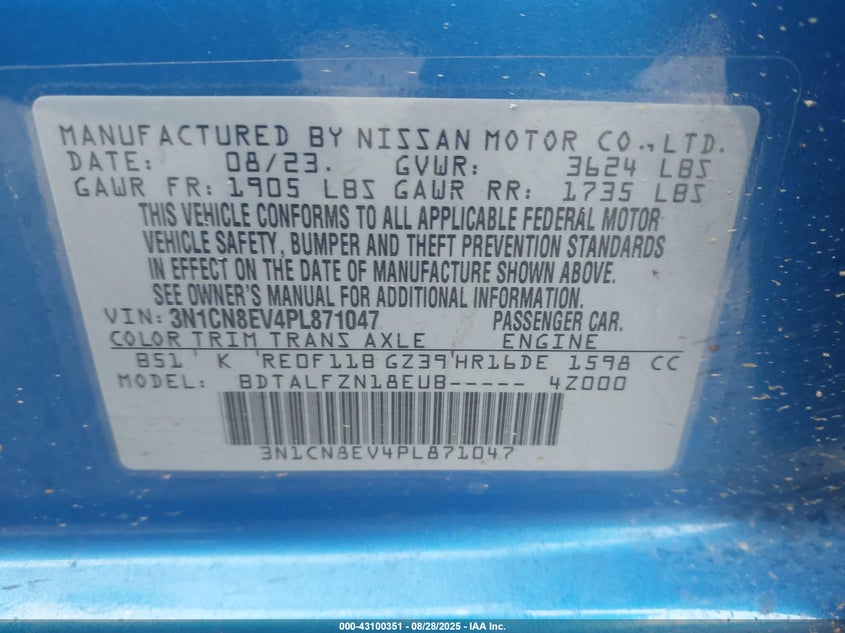 MANUFACTURED BY NISSAN MOTOR CO., LTD.
DATE: 08/23. GVWR: 3624 LBS
GAWR FR: 1905 LBS GAWR RR: 1735 LBS
THIS VEHICLE CONFORMS TO ALL APPLICABLE FEDERAL MOTOR
VEHICLE SAFETY, BUMPER AND THEFT PREVENTION STANDARDS
IN EFFECT ON THE DATE OF MANUFACTURE SHOWN ABOVE.
SEE OWNER'S MANUAL FOR ADDITIONAL INFORMATION.
VIN: 3N1CN8EV4PL871047 PASSENGER CAR.
COLOR TRIM TRANS AXLE ENGINE
B51 K RE0F11B GZ39 HR16DE 1598 CC
MODEL: BDTALFZN18EUB----- 4Z000
3N1CN8EV4PL871047
000-43100351 - 08/28/2025 - IAA Inc.